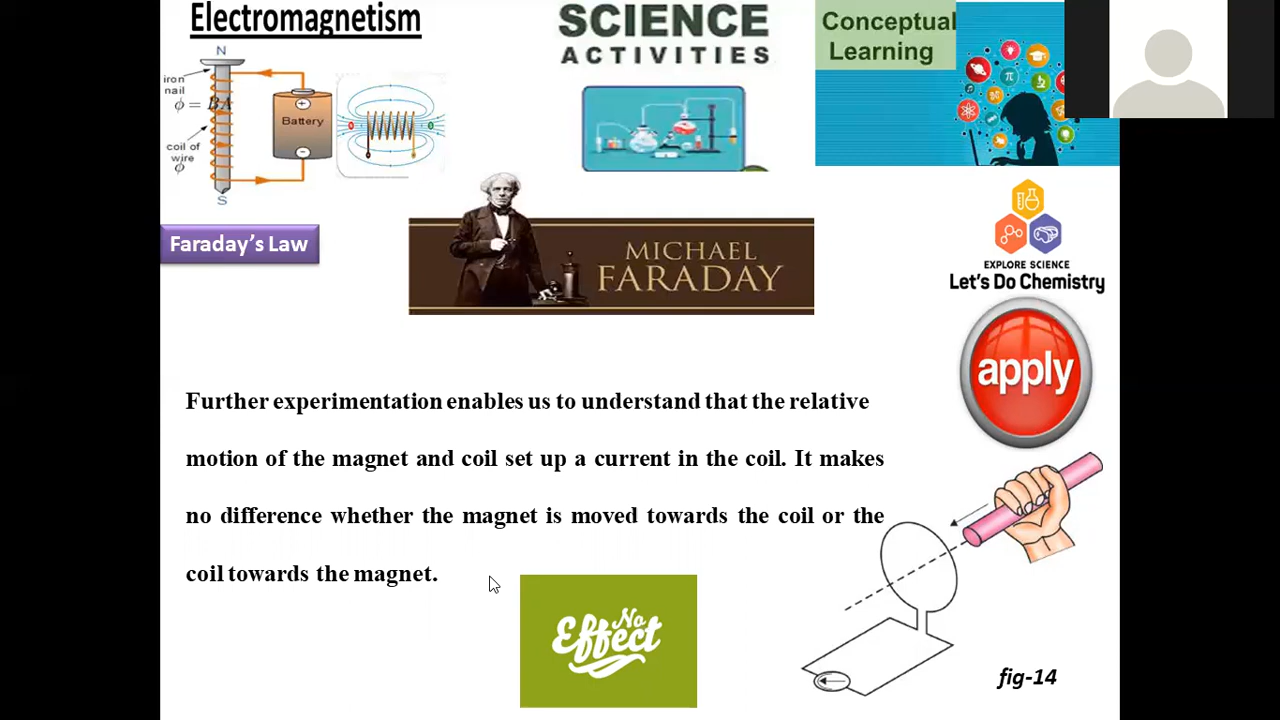 Electromagnetism
SCIENCE
ACTIVITIES
Conceptual
Learning
N
iron
nail
ϕ = BA
Battery
coil of
wire
ϕ
S
Faraday's Law
MICHAEL
FARADAY
EXPLORE SCIENCE
Let's Do Chemistry
apply
Further experimentation enables us to understand that the relative
motion of the magnet and coil set up a current in the coil. It makes
no difference whether the magnet is moved towards the coil or the
coil towards the magnet.
No
Effect
fig-14